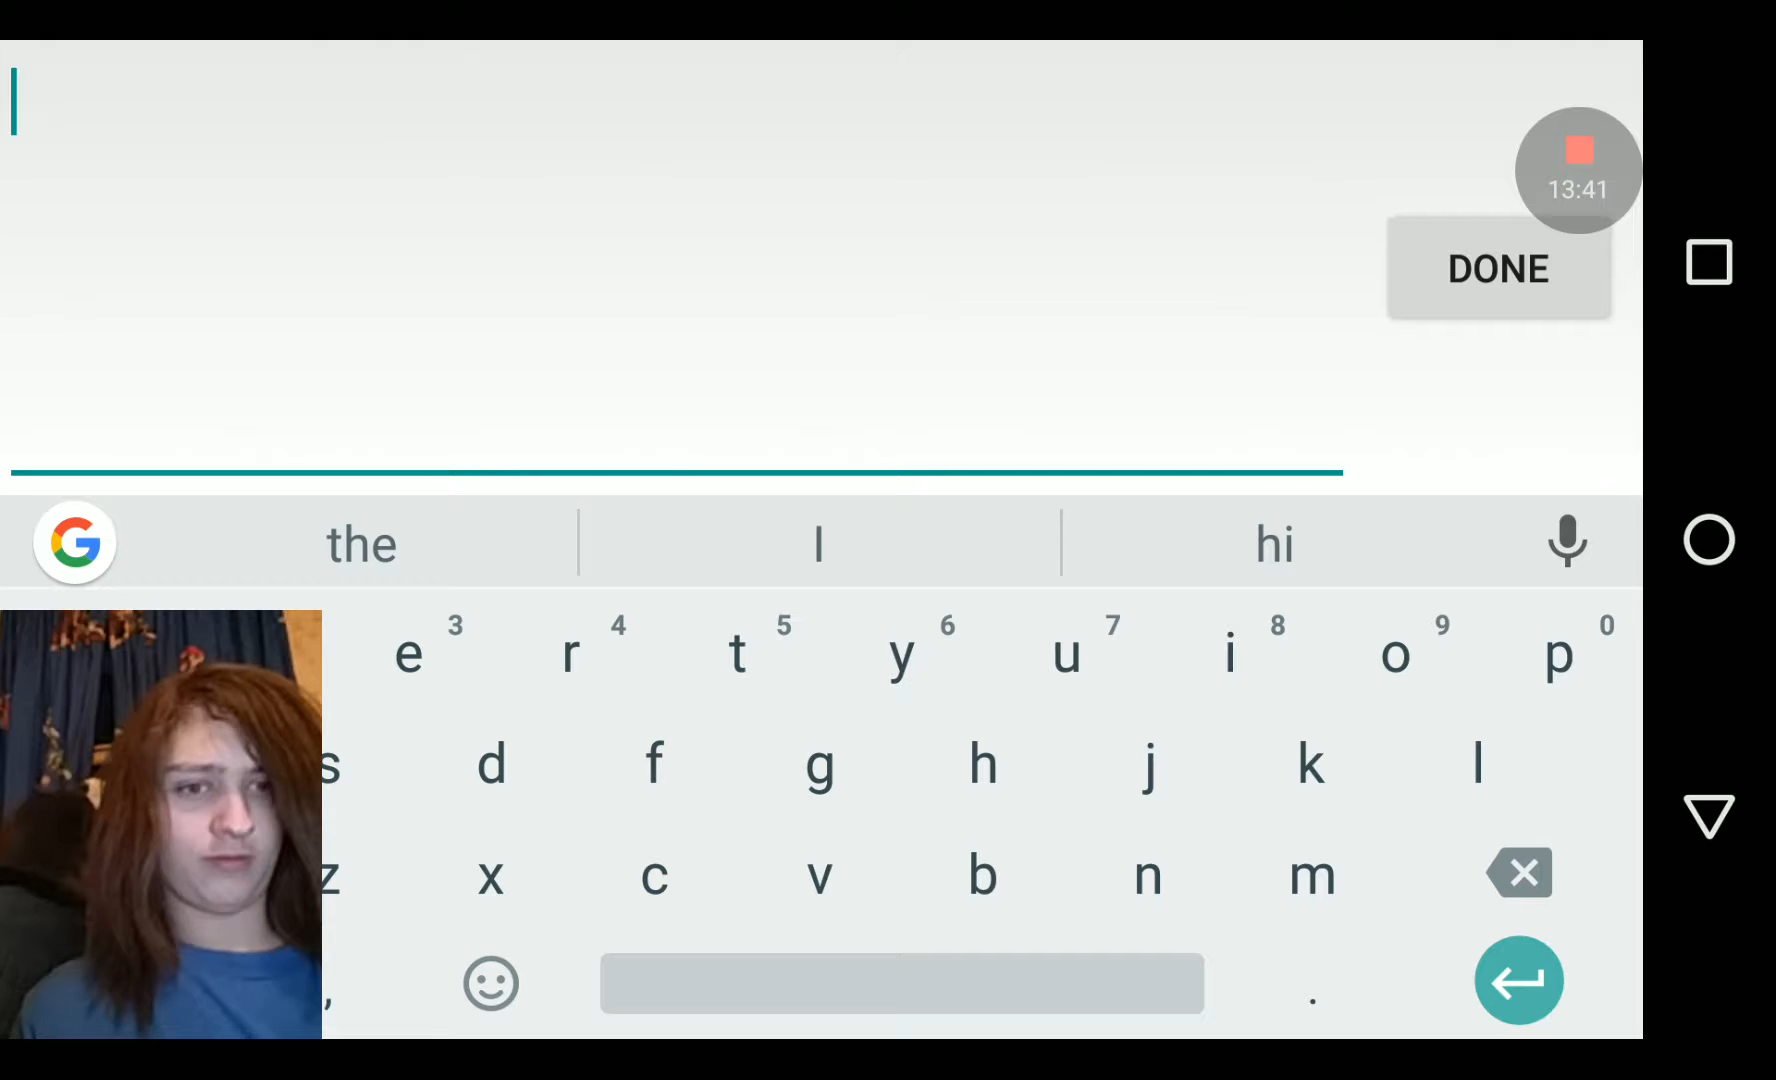 13:41
DONE
the I hi
e 3 r 4 t 5 y 6 u 7 i 8 o 9 p 0
s d f g h j k l
z x c v b n m
, .